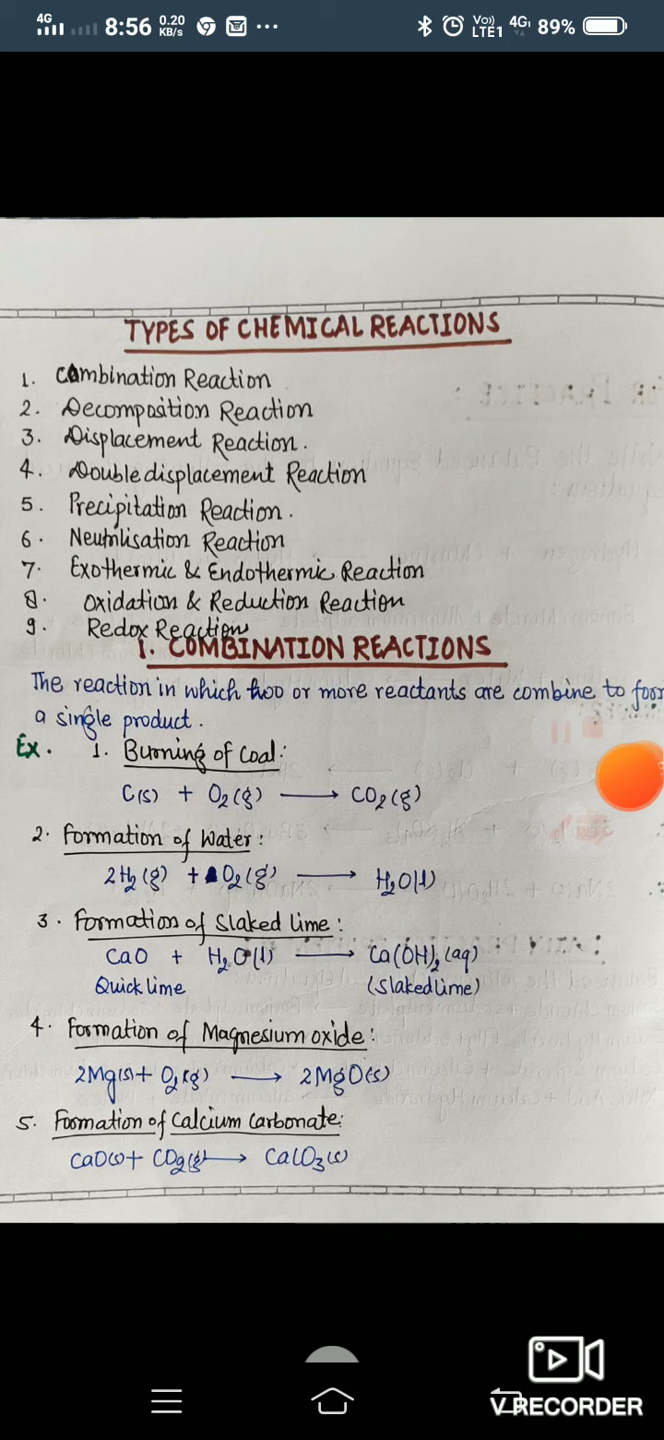 4G 8:56 0.20 KB/s ... Vo)) LTE1 4G 89%
TYPES OF CHEMICAL REACTIONS
1. Combination Reaction
2. Decomposition Reaction
3. Displacement Reaction.
4. Double displacement Reaction
5. Precipitation Reaction.
6. Neutrilisation Reaction
7. Exothermic & Endothermic Reaction
8. Oxidation & Reduction Reaction
9. Redox Reaction
1. COMBINATION REACTIONS
The reaction in which two or more reactants are combine to form
a single product.
Ex. 1. Burning of Coal:
C(s) + O2(g) ⟶ CO2(g)
2. Formation of Water:
2H2(g) + O2(g) ⟶ H2O(l)
3. Formation of Slaked lime:
CaO + H2O(l) ⟶ Ca(OH)2(aq)
Quick lime (Slaked lime)
4. Formation of Magnesium oxide:
2Mg(s) + O2(g) ⟶ 2MgO(s)
5. Formation of Calcium Carbonate:
CaO(s) + CO2(g) ⟶ CaCO3(s)
V RECORDER